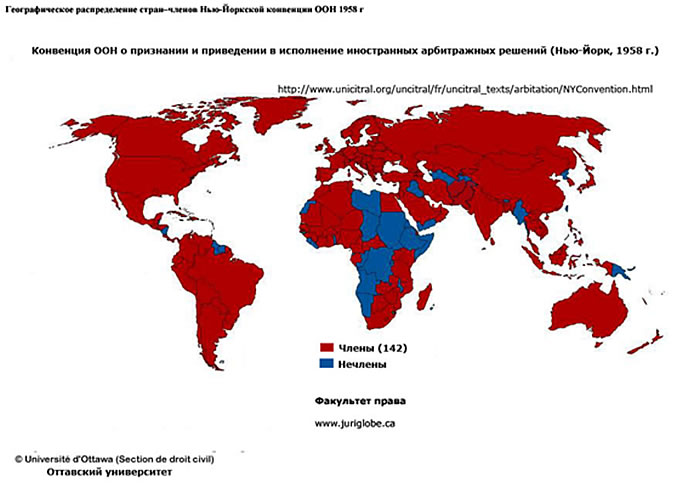 Географическое распределение стран-членов Нью-Йоркской конвенции ООН 1958 г
Конвенция ООН о признании и приведении в исполнение иностранных арбитражных решений (Нью-Йорк, 1958 г.)
http://www.unicitral.org/uncitral/fr/uncitral_texts/arbitation/NYConvention.html
Члены (142)
Нечлены
Факультет права
www.juriglobe.ca
© Université d'Ottawa (Section de droit civil)
Оттавский университет